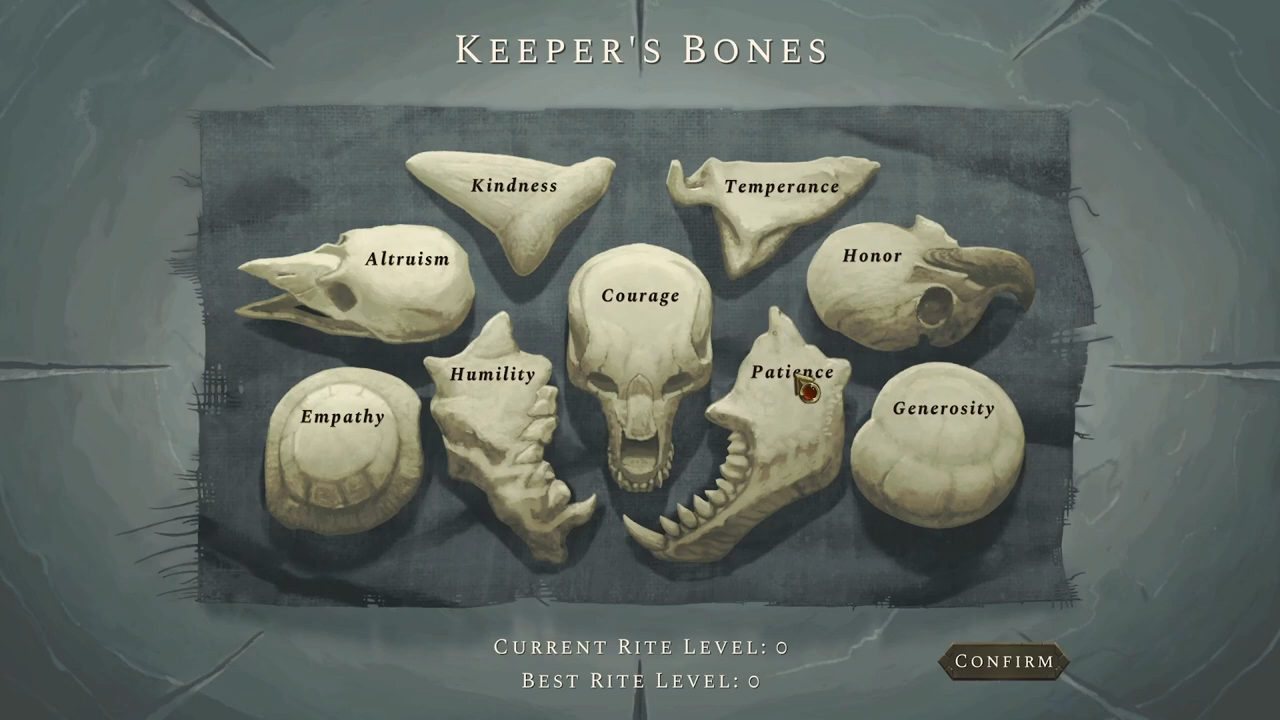 Keeper's Bones
Kindness
Temperance
Altruism
Honor
Courage
Humility
Patience
Empathy
Generosity
Current Rite Level: 0
Best Rite Level: 0
Confirm